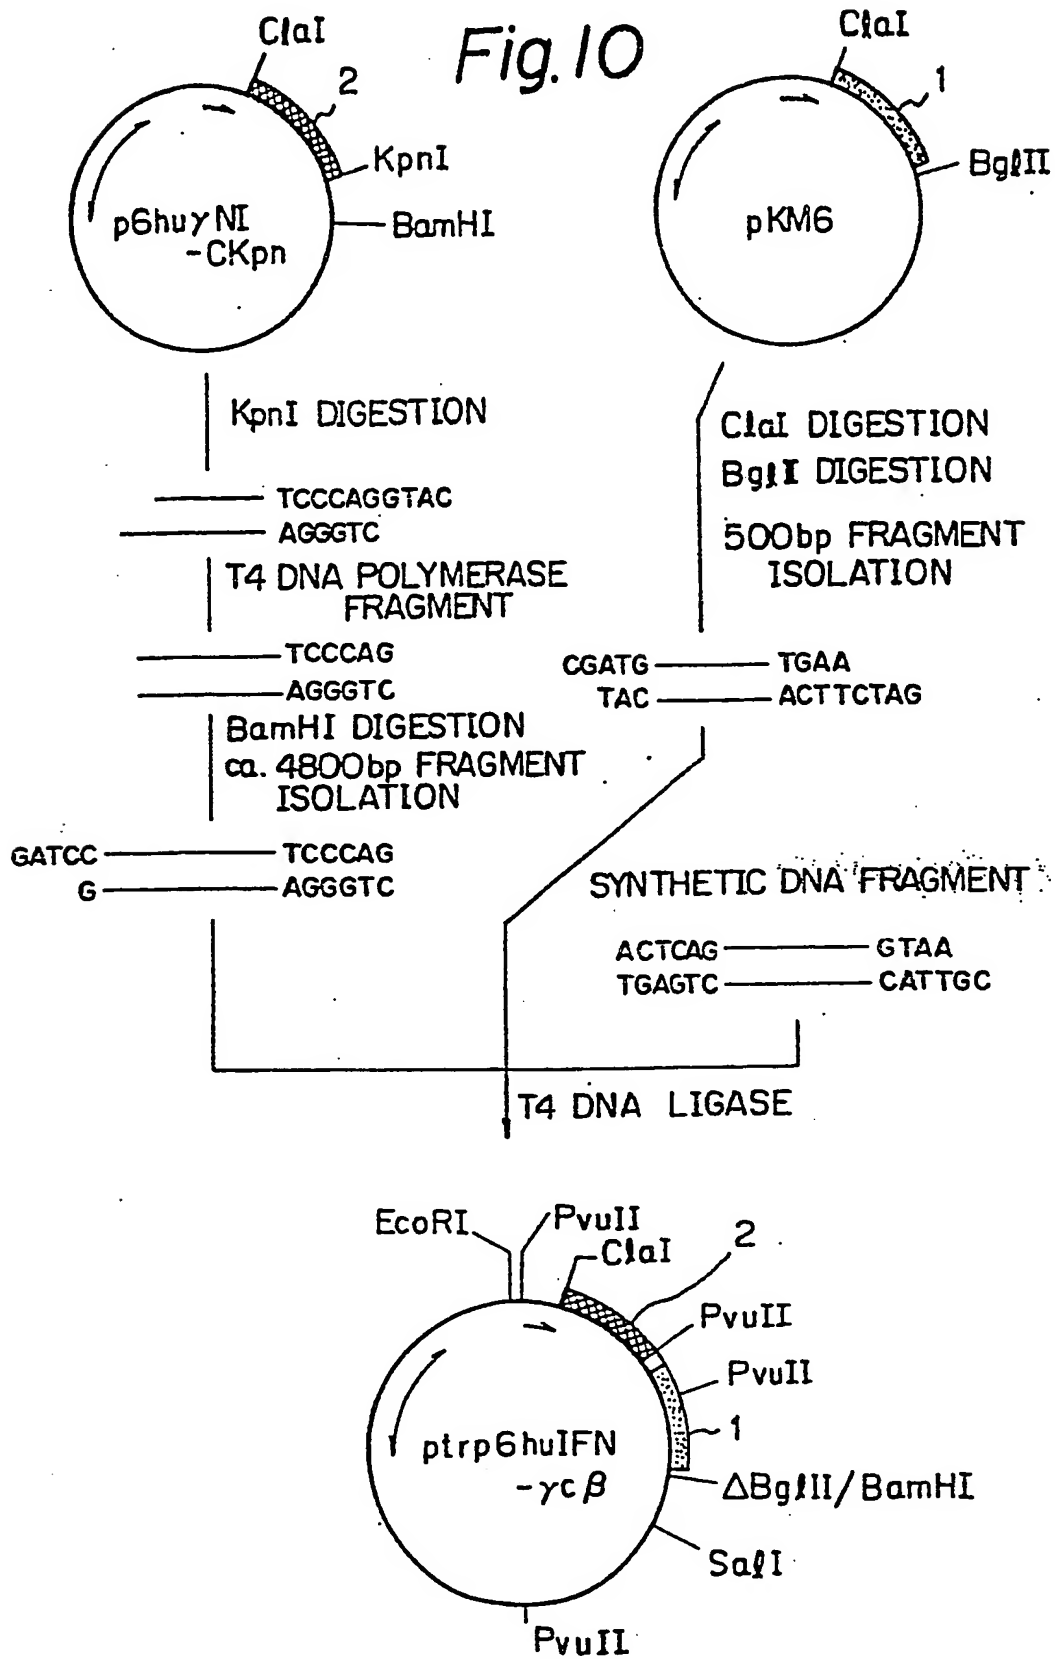 Fig. 10
ClaI
2
KpnI
BamHI
p6huγNI
-CKpn
ClaI
1
BglII
pKM6
KpnI DIGESTION
TCCCAGGTAC
AGGGTC
T4 DNA POLYMERASE
FRAGMENT
TCCCAG
AGGGTC
BamHI DIGESTION
ca. 4800bp FRAGMENT
ISOLATION
GATCC TCCCAG
G AGGGTC
ClaI DIGESTION
BglI DIGESTION
500bp FRAGMENT
ISOLATION
CGATG TGAA
TAC ACTTCTAG
SYNTHETIC DNA FRAGMENT
ACTCAG GTAA
TGAGTC CATTGC
T4 DNA LIGASE
EcoRI
PvuII
ClaI
2
PvuII
PvuII
1
ΔBglII/BamHI
SalI
PvuII
ptrp6huIFN
-γcβ